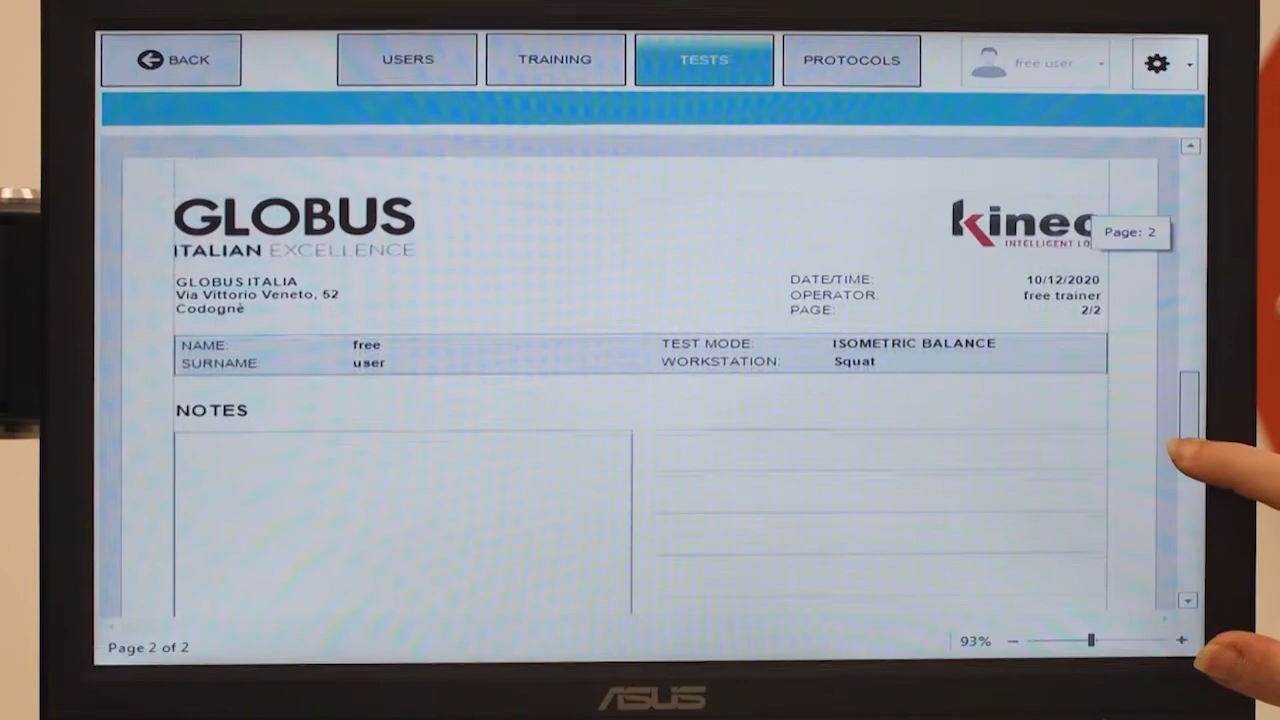 BACK
USERS
TRAINING
TESTS
PROTOCOLS
free user
GLOBUS
ITALIAN EXCELLENCE
kineo
INTELLIGENT LO
Page: 2
GLOBUS ITALIA
Via Vittorio Veneto, 52
Codognè
DATE/TIME: 10/12/2020
OPERATOR: free trainer
PAGE: 2/2
NAME: free
SURNAME: user
TEST MODE: ISOMETRIC BALANCE
WORKSTATION: Squat
NOTES
Page 2 of 2
93%
ASUS